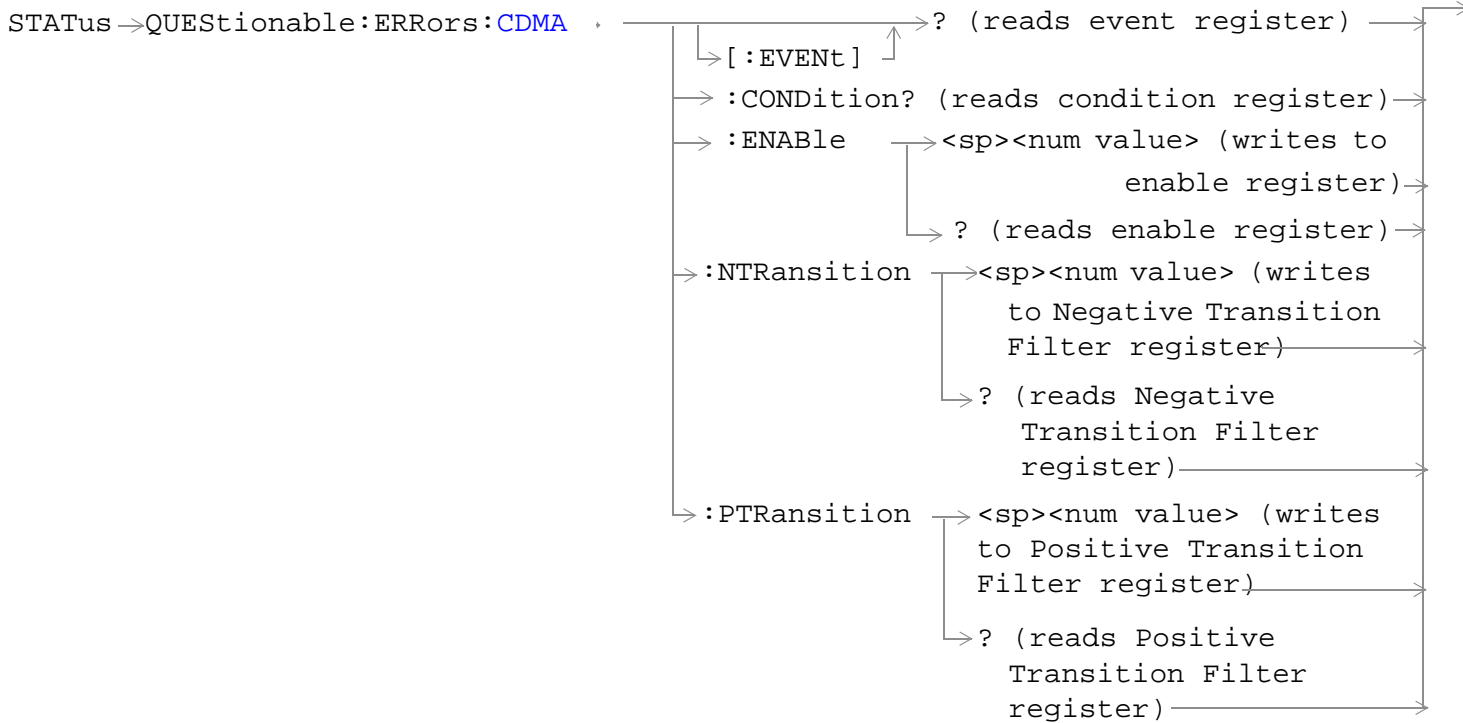 STATus QUEStionable:ERRors:CDMA ? (reads event register)
[:EVENt]
:CONDition? (reads condition register)
:ENABle <sp><num value> (writes to
enable register)
? (reads enable register)
:NTRansition <sp><num value> (writes
to Negative Transition
Filter register)
? (reads Negative
Transition Filter
register)
:PTRansition <sp><num value> (writes
to Positive Transition
Filter register)
? (reads Positive
Transition Filter
register)